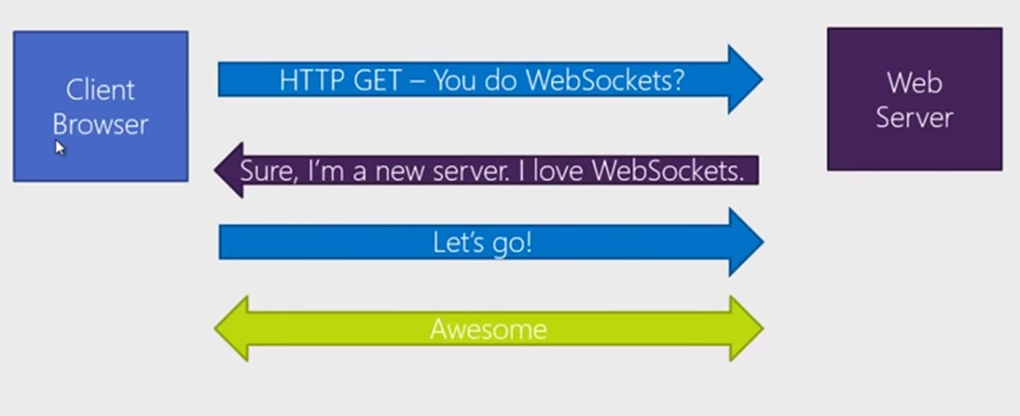 Client
Browser
HTTP GET – You do WebSockets?
Web
Server
Sure, I'm a new server. I love WebSockets.
Let's go!
Awesome